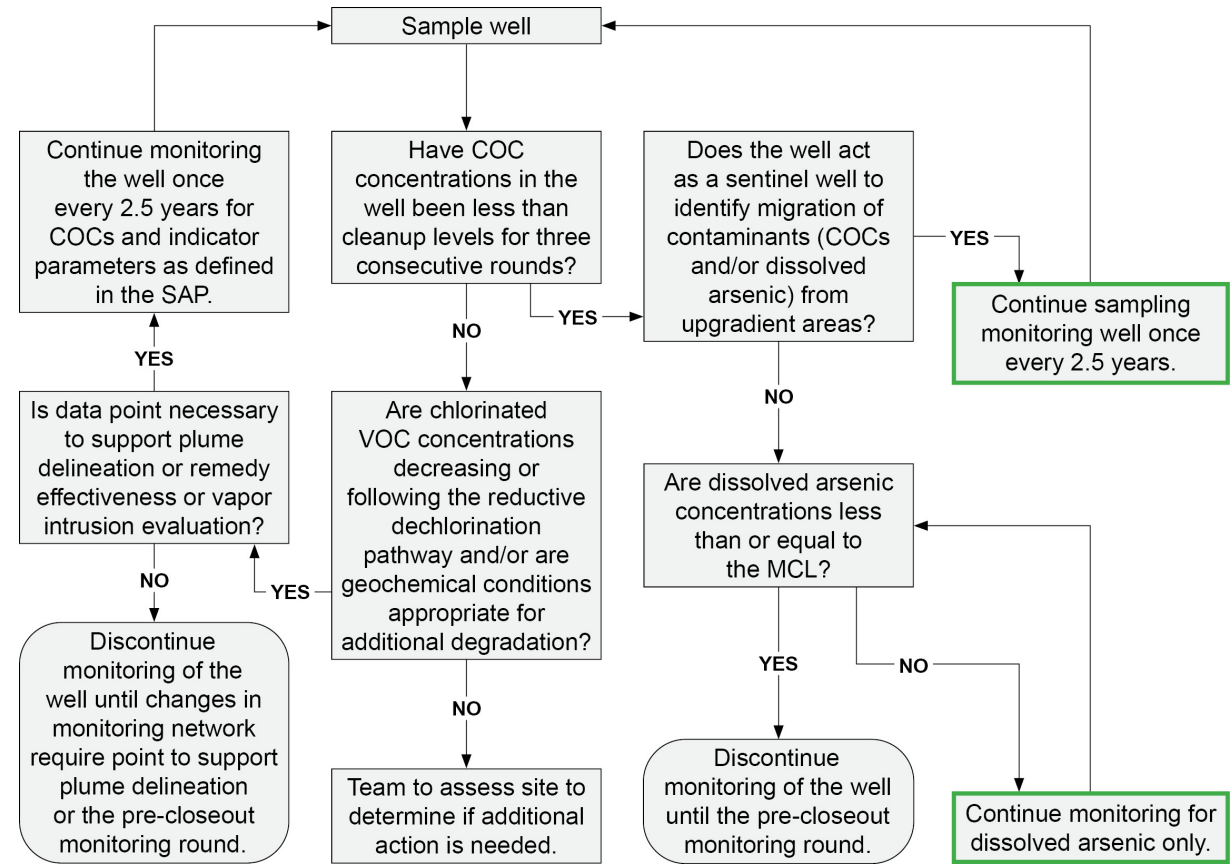 Sample well
Continue monitoring
the well once
every 2.5 years for
COCs and indicator
parameters as defined
in the SAP.
Have COC
concentrations in the
well been less than
cleanup levels for three
consecutive rounds?
Does the well act
as a sentinel well to
identify migration of
contaminants (COCs
and/or dissolved
arsenic) from
upgradient areas?
YES
Continue sampling
monitoring well once
every 2.5 years.
YES
NO
YES
NO
Is data point necessary
to support plume
delineation or remedy
effectiveness or vapor
intrusion evaluation?
Are chlorinated
VOC concentrations
decreasing or
following the reductive
dechlorination
pathway and/or are
geochemical conditions
appropriate for
additional degradation?
Are dissolved arsenic
concentrations less
than or equal to
the MCL?
NO
YES
YES
NO
Discontinue
monitoring of the
well until changes in
monitoring network
require point to support
plume delineation
or the pre-closeout
monitoring round.
NO
Team to assess site to
determine if additional
action is needed.
Discontinue
monitoring of the well
until the pre-closeout
monitoring round.
Continue monitoring for
dissolved arsenic only.